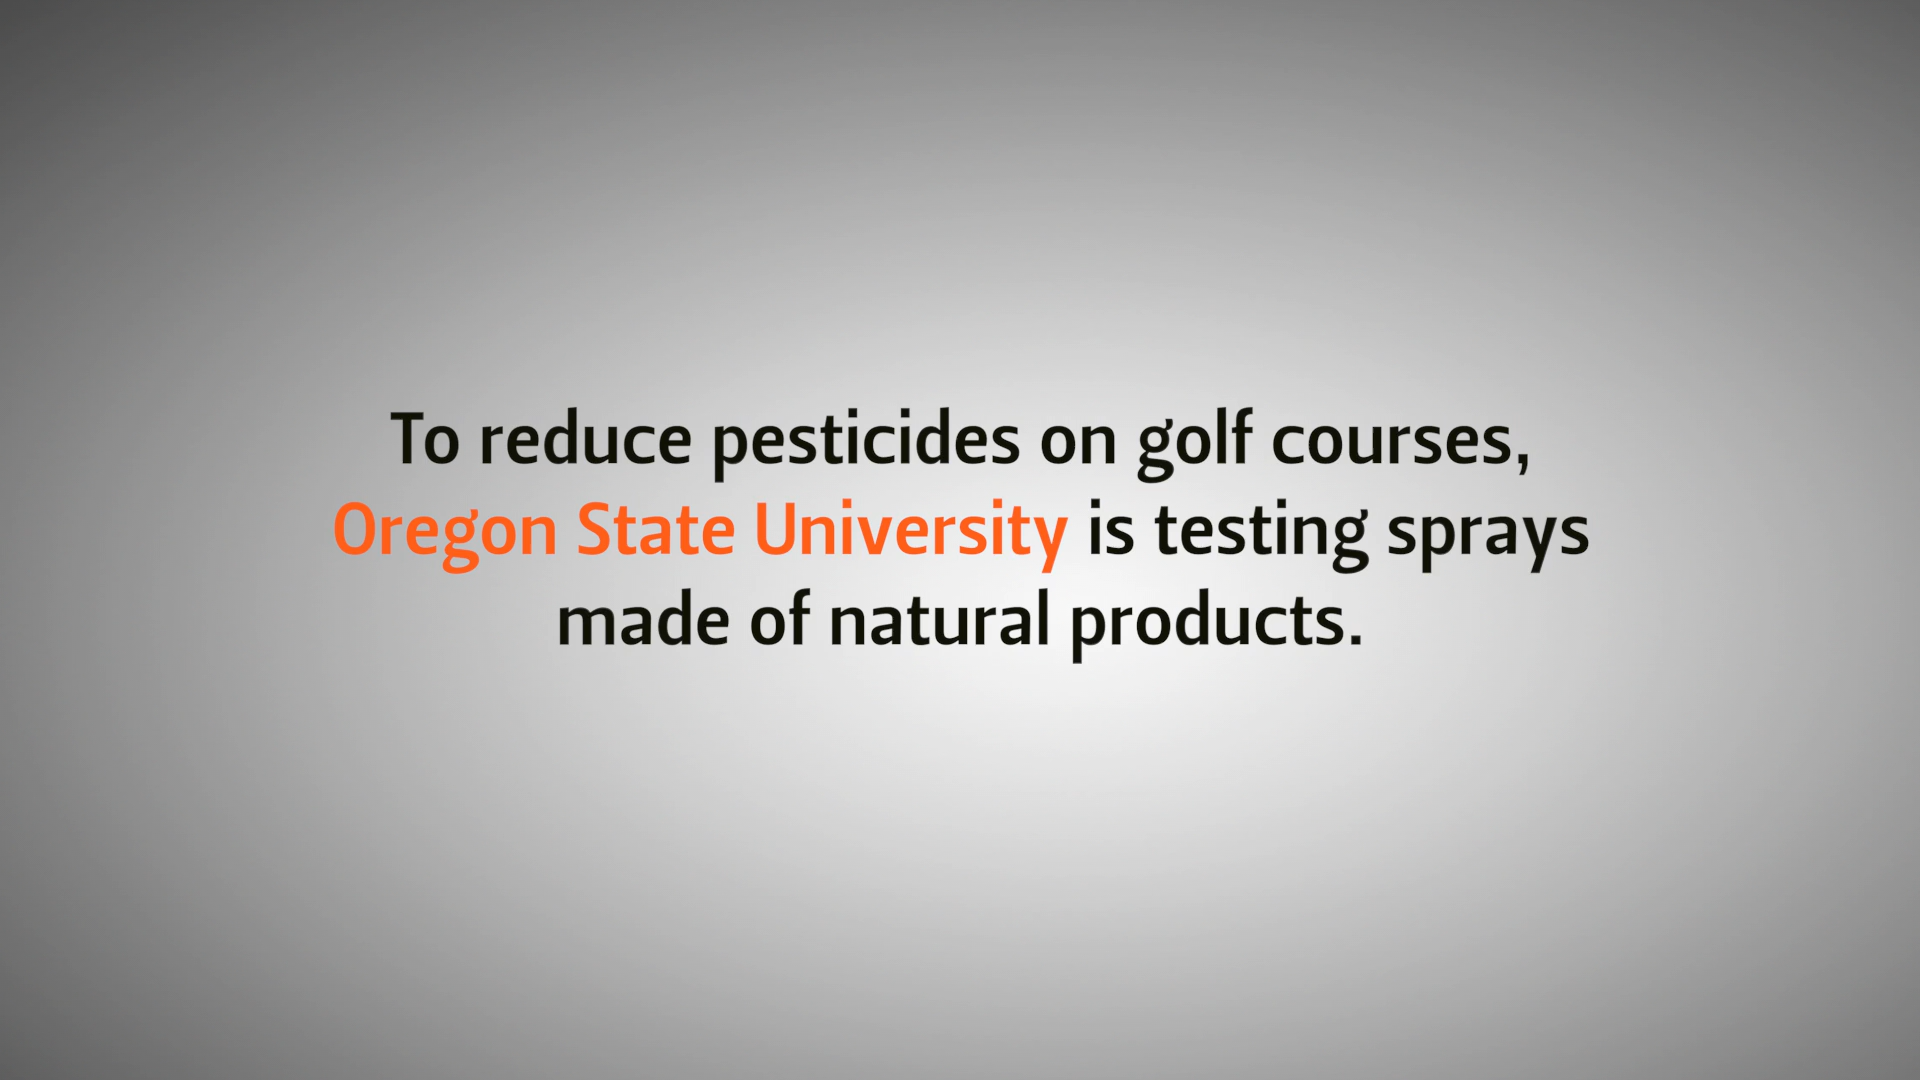 To reduce pesticides on golf courses,
Oregon State University is testing sprays
made of natural products.